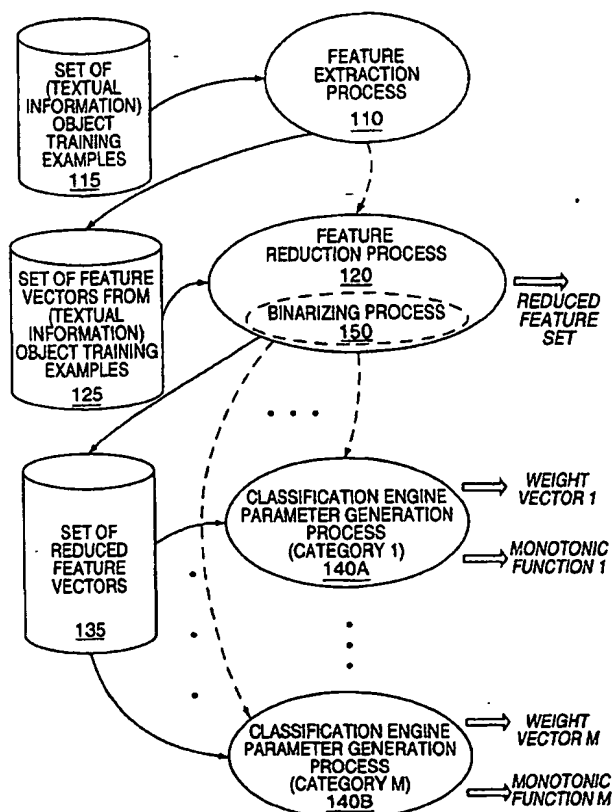 SET OF
(TEXTUAL
INFORMATION)
OBJECT
TRAINING
EXAMPLES
115
FEATURE
EXTRACTION
PROCESS
110
SET OF FEATURE
VECTORS FROM
(TEXTUAL
INFORMATION)
OBJECT TRAINING
EXAMPLES
125
FEATURE
REDUCTION PROCESS
120
BINARIZING PROCESS
150
REDUCED
FEATURE
SET
SET OF
REDUCED
FEATURE
VECTORS
135
CLASSIFICATION ENGINE
PARAMETER GENERATION
PROCESS
(CATEGORY 1)
140A
WEIGHT
VECTOR 1
MONOTONIC
FUNCTION 1
CLASSIFICATION ENGINE
PARAMETER GENERATION
PROCESS
(CATEGORY M)
140B
WEIGHT
VECTOR M
MONOTONIC
FUNCTION M